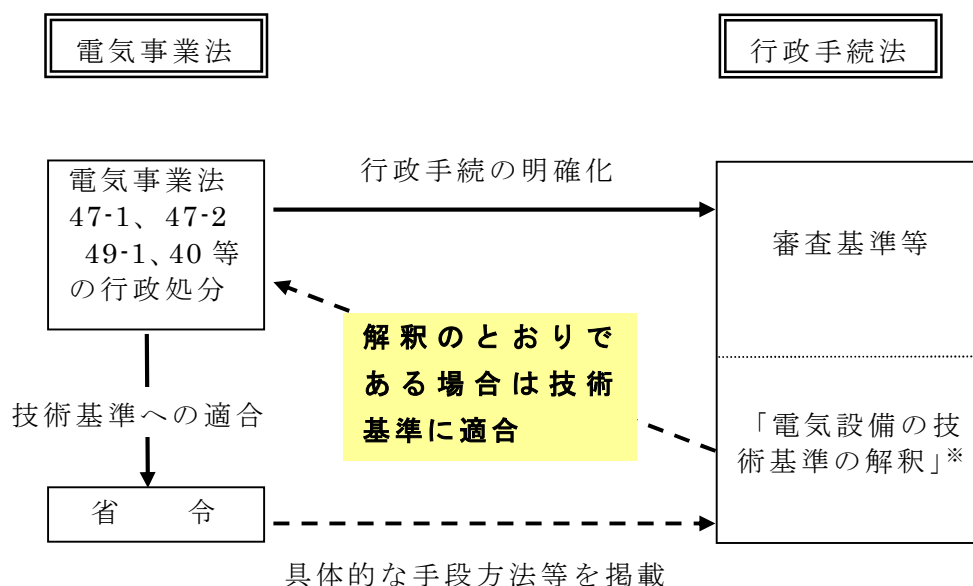 電気事業法
行政手続法
電気事業法
47-1、47-2
49-1、40 等
の行政処分
行政手続の明確化
審査基準等
解釈のとおりで
ある場合は技術
基準に適合
技術基準への適合
「電気設備の技
術基準の解釈」※
省　　令
具体的な手段方法等を掲載